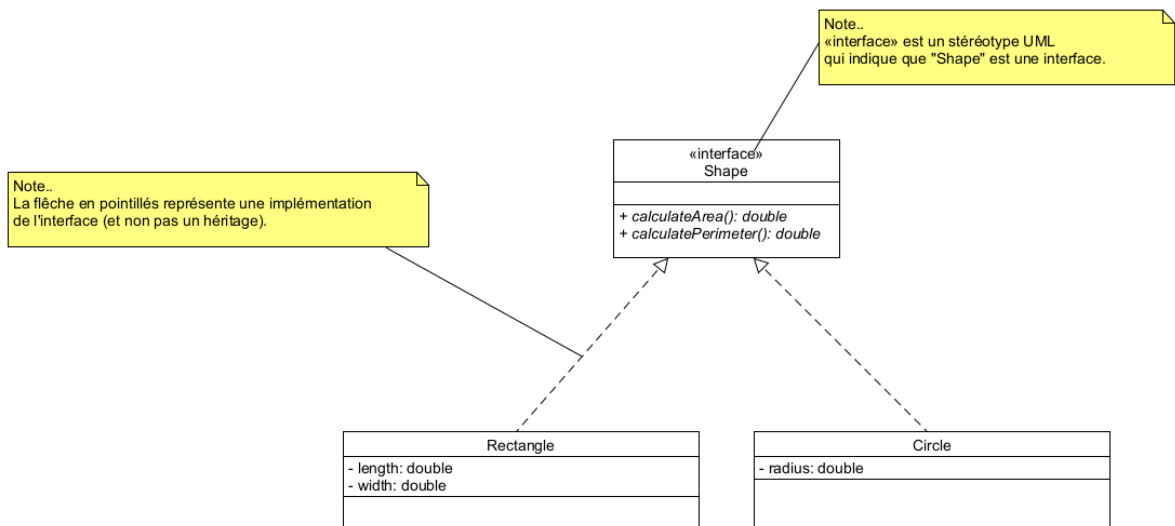 Note..
«interface» est un stéréotype UML
qui indique que "Shape" est une interface.
«interface»
Shape
+ calculateArea(): double
+ calculatePerimeter(): double
Note..
La flêche en pointillés représente une implémentation
de l'interface (et non pas un héritage).
Rectangle
- length: double
- width: double
Circle
- radius: double